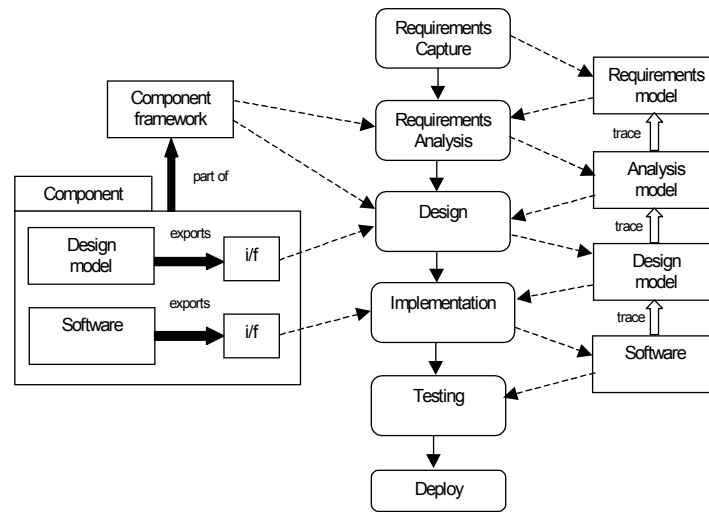 Requirements
Capture
Requirements
model
Component
framework
trace
Requirements
Analysis
part of
Component
Analysis
model
exports
Design
trace
Design
model
i/f
Design
model
exports
Implementation
trace
Software
i/f
Software
Testing
Deploy